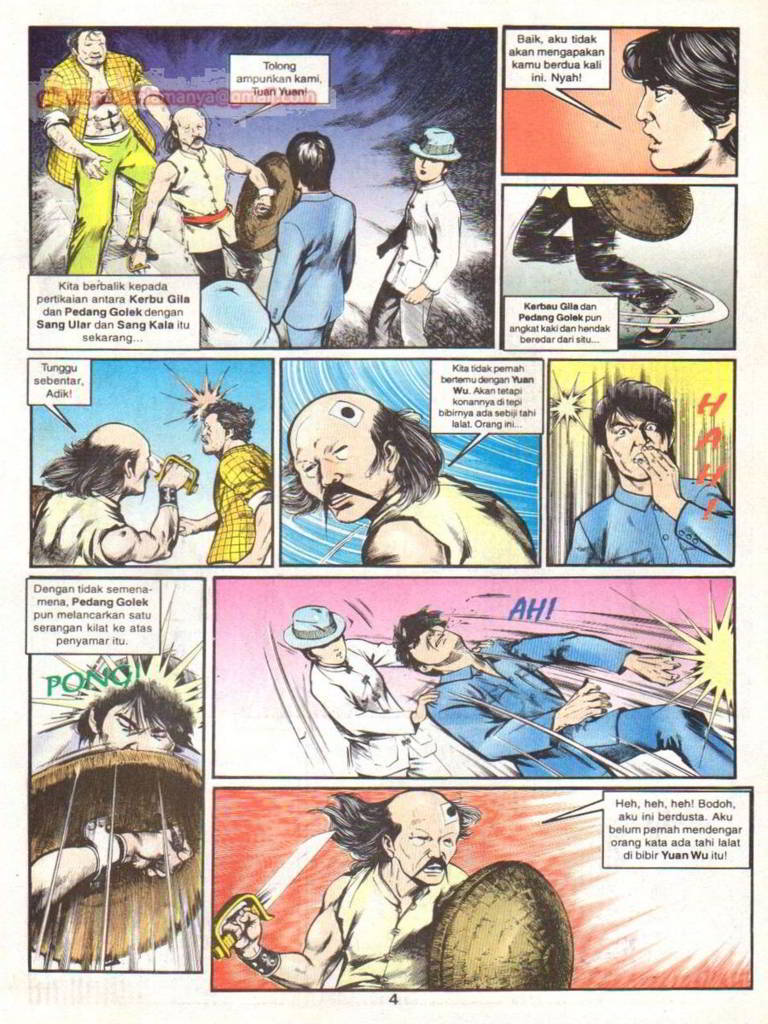 Tolong
ampunkan kami,
Tuan Yuan!
Kita berbalik kepada
pertikaian antara Kerbu Gila
dan Pedang Golek dengan
Sang Ular dan Sang Kala itu
sekarang...
Baik, aku tidak
akan mengapakan
kamu berdua kali
ini. Nyah!
Kerbau Gila dan
Pedang Golek pun
angkat kaki dan hendak
beredar dari situ...
Tunggu
sebentar,
Adik!
Kita tidak pernah
bertemu dengan Yuan
Wu. Akan tetapi
konannya di tepi
bibirnya ada sebiji tahi
lalat. Orang ini...
HAH!
Dengan tidak semena-
mena, Pedang Golek
pun melancarkan satu
serangan kilat ke atas
penyamar itu.
PONG!
AH!
Heh, heh, heh! Bodoh,
aku ini berdusta. Aku
belum pernah mendengar
orang kata ada tahi lalat
di bibir Yuan Wu itu!
4